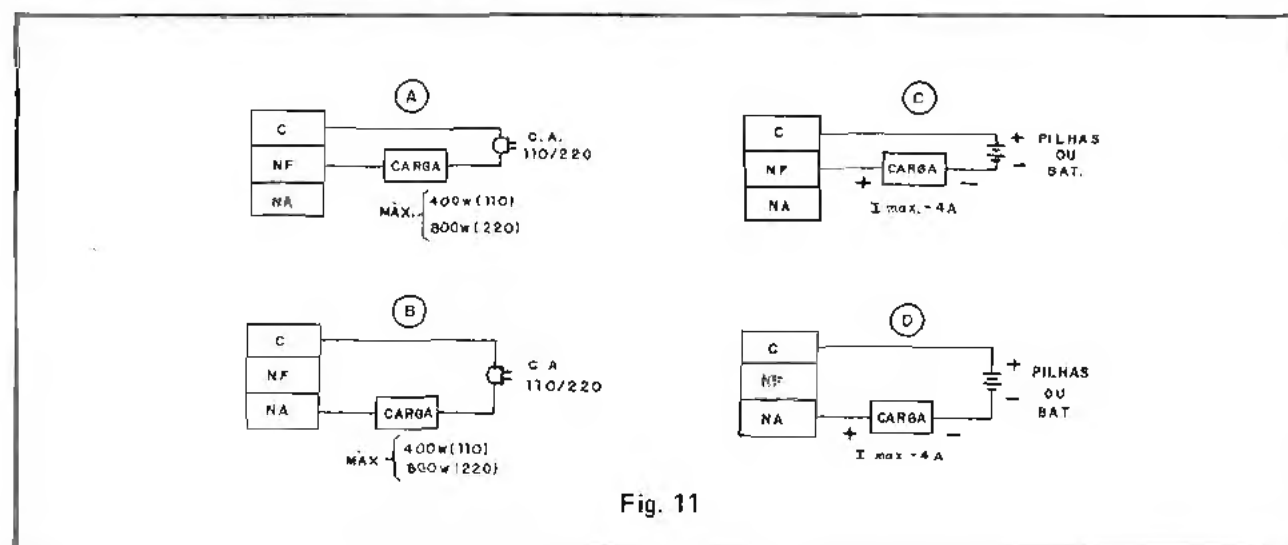 A
C
NF
NA
CARGA
C.A.
110/220
MÁX.
400w (110)
800w (220)
C
C
NF
NA
+
-
PILHAS
OU
BAT.
+
CARGA
-
I max. - 4A
B
C
NF
NA
CARGA
C A
110/220
MÁX
400w (110)
800w (220)
D
C
NF
NA
+
-
PILHAS
OU
BAT
+
CARGA
-
I max - 4A
Fig. 11